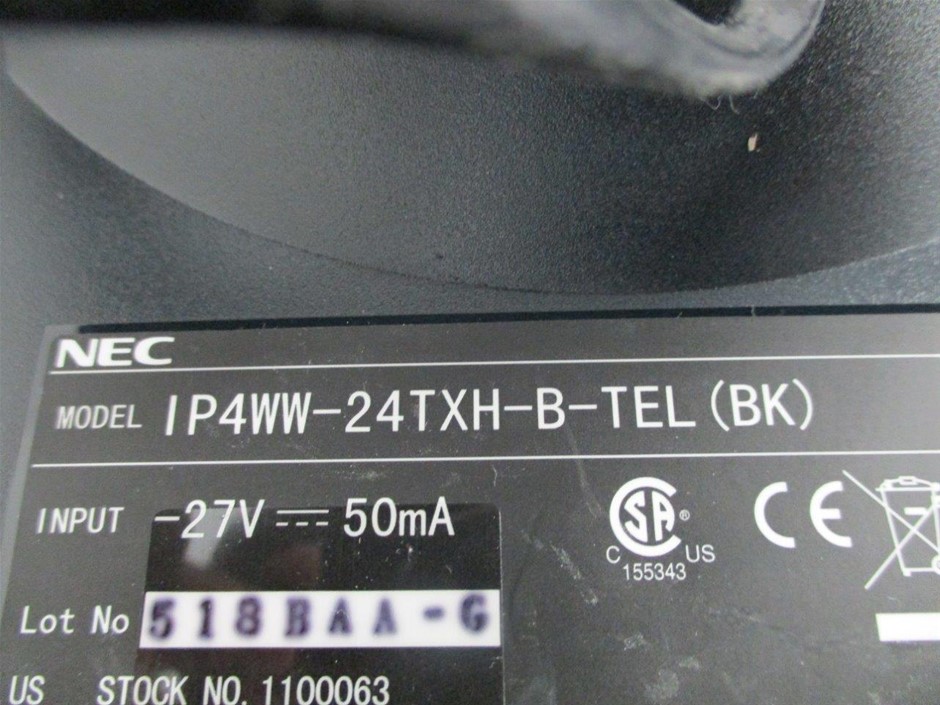 NEC
MODEL IP4WW-24TXH-B-TEL(BK)
INPUT -27V ⎓ 50mA
Lot No 518BAA-G
US STOCK NO. 1100063
SA ®
C US
155343
CE